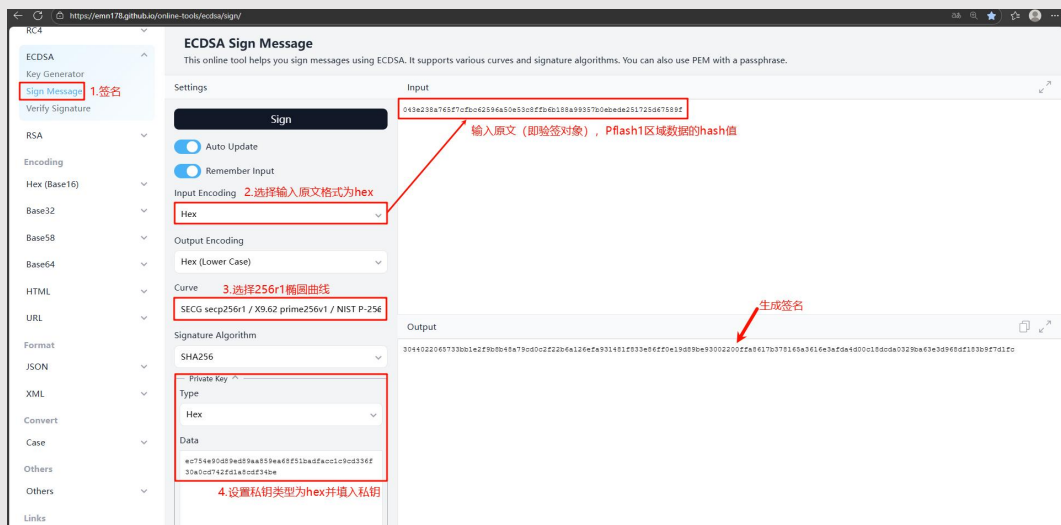 https://emn178.github.io/online-tools/ecdsa/sign/
RC4
ECDSA
Key Generator
Sign Message 1.签名
Verify Signature
RSA
Encoding
Hex (Base16)
Base32
Base58
Base64
HTML
URL
Format
JSON
XML
Convert
Case
Others
Others
Links
ECDSA Sign Message
This online tool helps you sign messages using ECDSA. It supports various curves and signature algorithms. You can also use PEM with a passphrase.
Settings
Sign
Auto Update
Remember Input
Input Encoding 2.选择输入原文格式为hex
Hex
Output Encoding
Hex (Lower Case)
Curve 3.选择256r1椭圆曲线
SECG secp256r1 / X9.62 prime256v1 / NIST P-256
Signature Algorithm
SHA256
Private Key
Type
Hex
Data
ec754e90d89ed89aa859ea68f51badfacc1c9cd336f
30a0cd742fd1a8cdf34be
4.设置私钥类型为hex并填入私钥
Input
043e238a765f7cfbc62596a50e53c8ffb6b188a99357b0ebede251725d67589f
输入原文（即验签对象），Pflash1区域数据的hash值
生成签名
Output